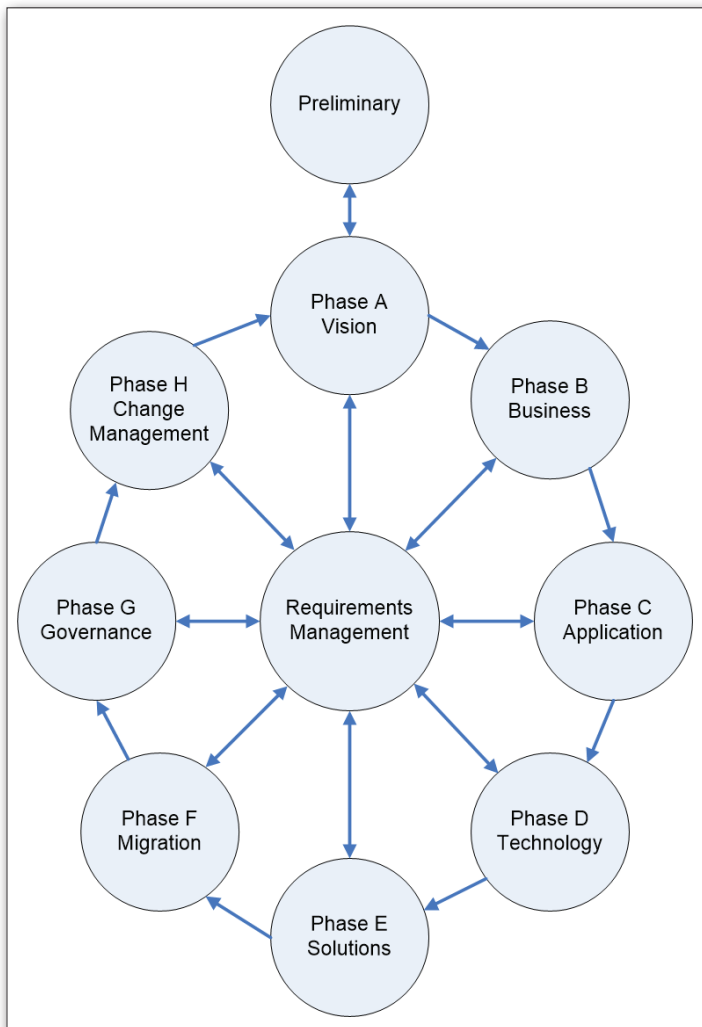 Preliminary
Phase A
Vision
Phase B
Business
Phase C
Application
Phase D
Technology
Phase E
Solutions
Phase F
Migration
Phase G
Governance
Phase H
Change
Management
Requirements
Management